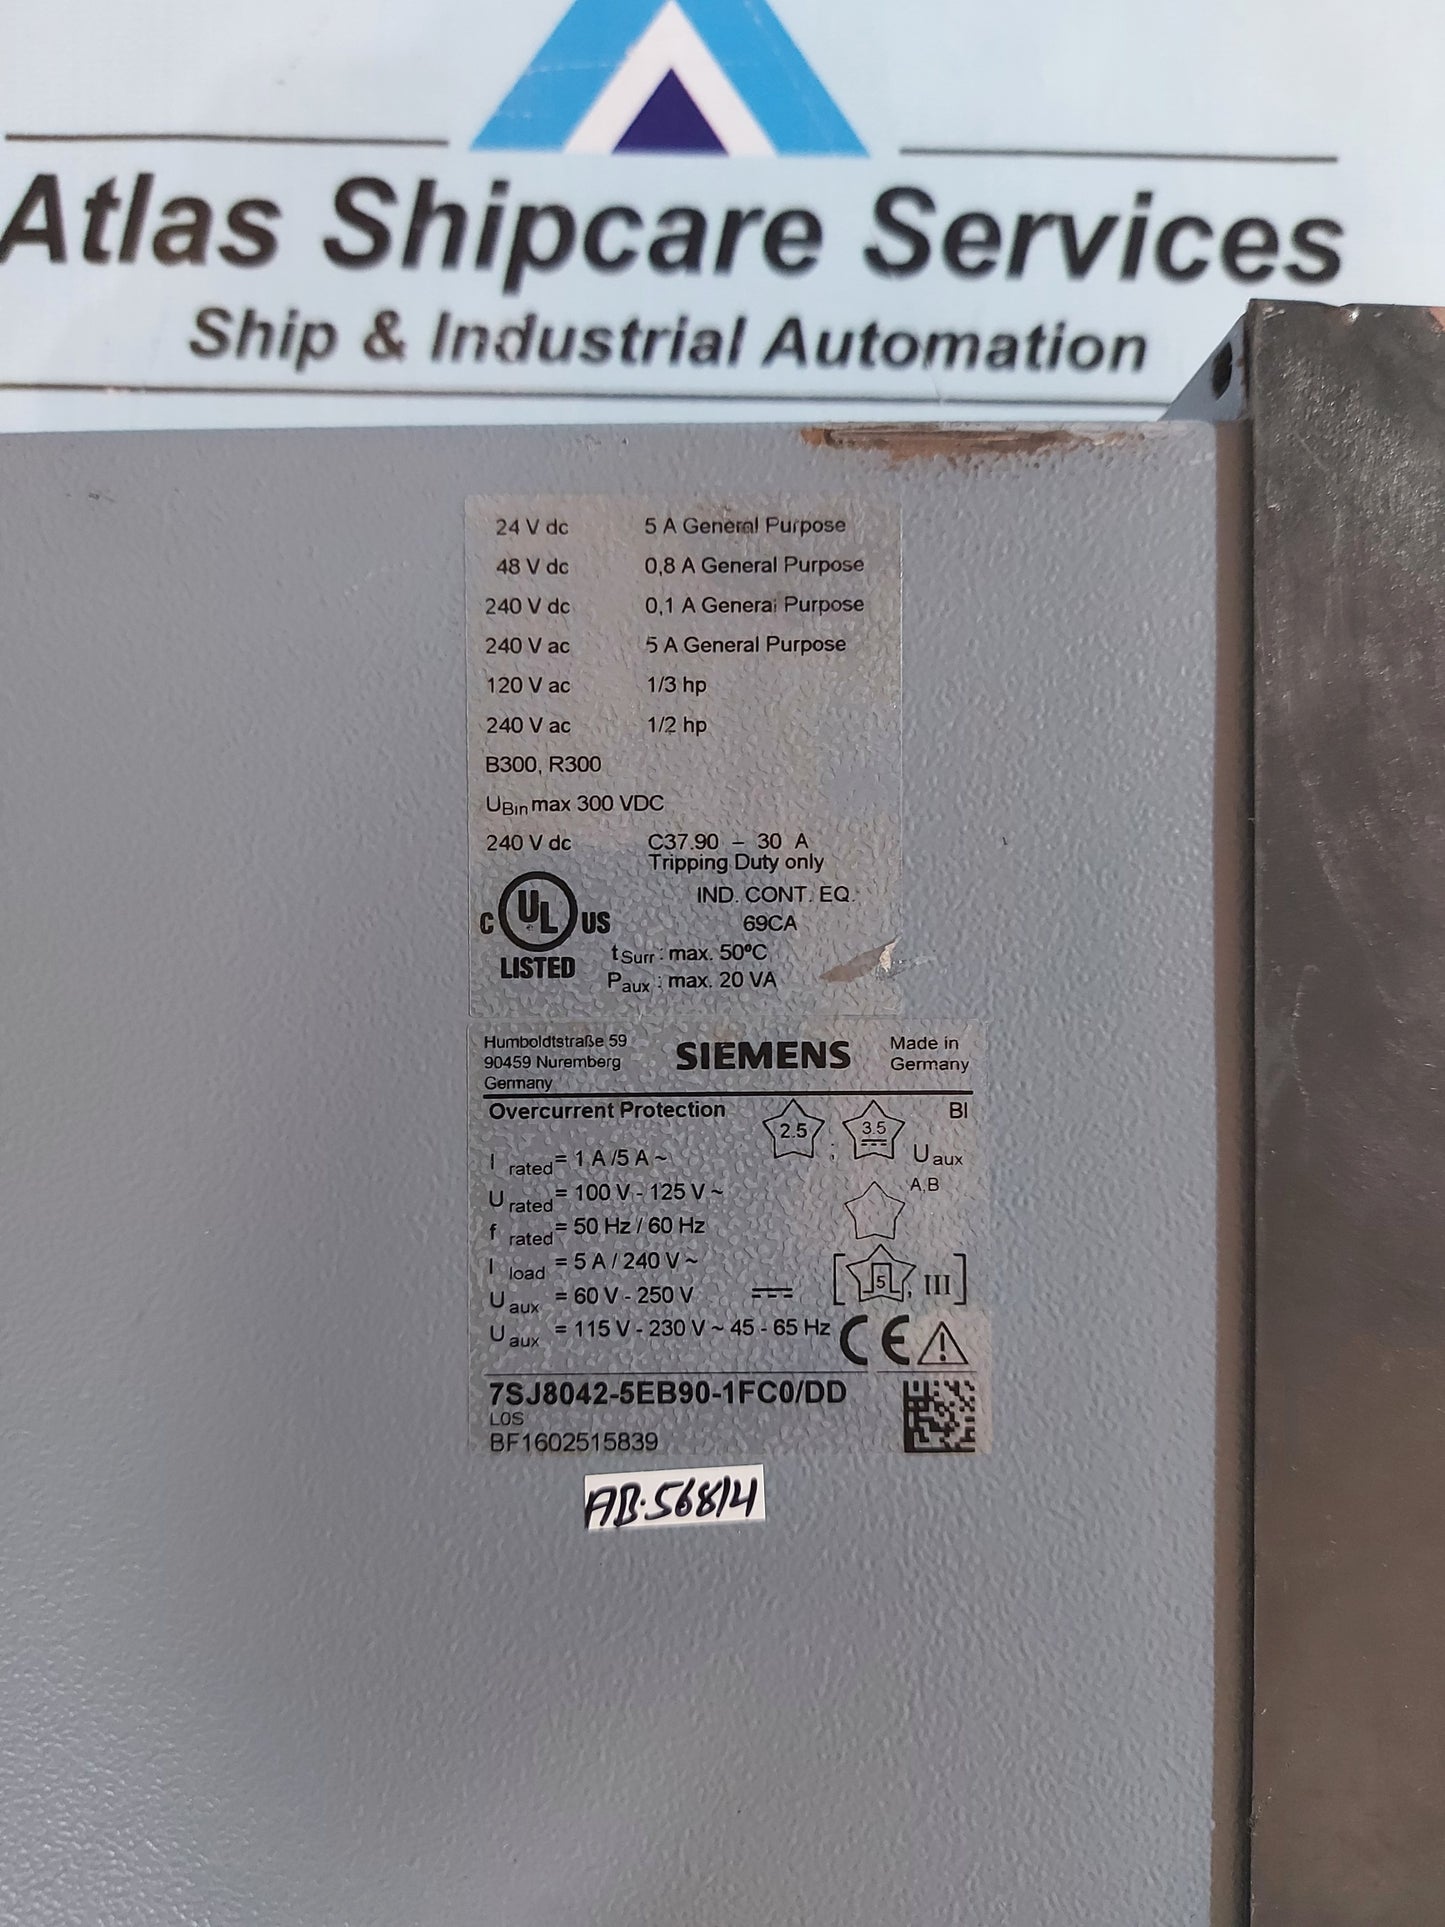 Atlas Shipcare Services
Ship & Industrial Automation
24 V dc 5 A General Purpose
48 V dc 0,8 A General Purpose
240 V dc 0,1 A General Purpose
240 V ac 5 A General Purpose
120 V ac 1/3 hp
240 V ac 1/2 hp
B300, R300
UBin max 300 VDC
240 V dc C37.90 – 30 A
Tripping Duty only
IND. CONT. EQ.
69CA
C UL US
LISTED
tSurr: max. 50ºC
Paux : max. 20 VA
Humboldtstraße 59
90459 Nuremberg
Germany
SIEMENS
Made in
Germany
Overcurrent Protection 2.5 ; 3.5 BI
Uaux
A,B
I rated = 1 A /5 A ~
U rated = 100 V - 125 V ~
f rated = 50 Hz / 60 Hz
I load = 5 A / 240 V ~
U aux = 60 V - 250 V
[5, III]
U aux = 115 V - 230 V ~ 45 - 65 Hz CE
7SJ8042-5EB90-1FC0/DD
L0S
BF1602515839
AB.56814